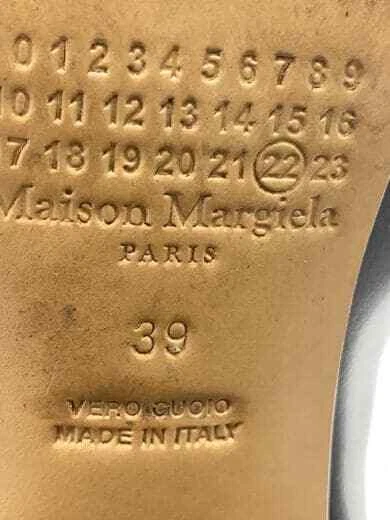 0 1 2 3 4 5 6 7 8 9
10 11 12 13 14 15 16
17 18 19 20 21 22 23
Maison Margiela
PARIS
39
VERO CUOIO
MADE IN ITALY